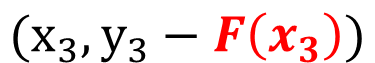 (x₃, y₃ − F(x₃))